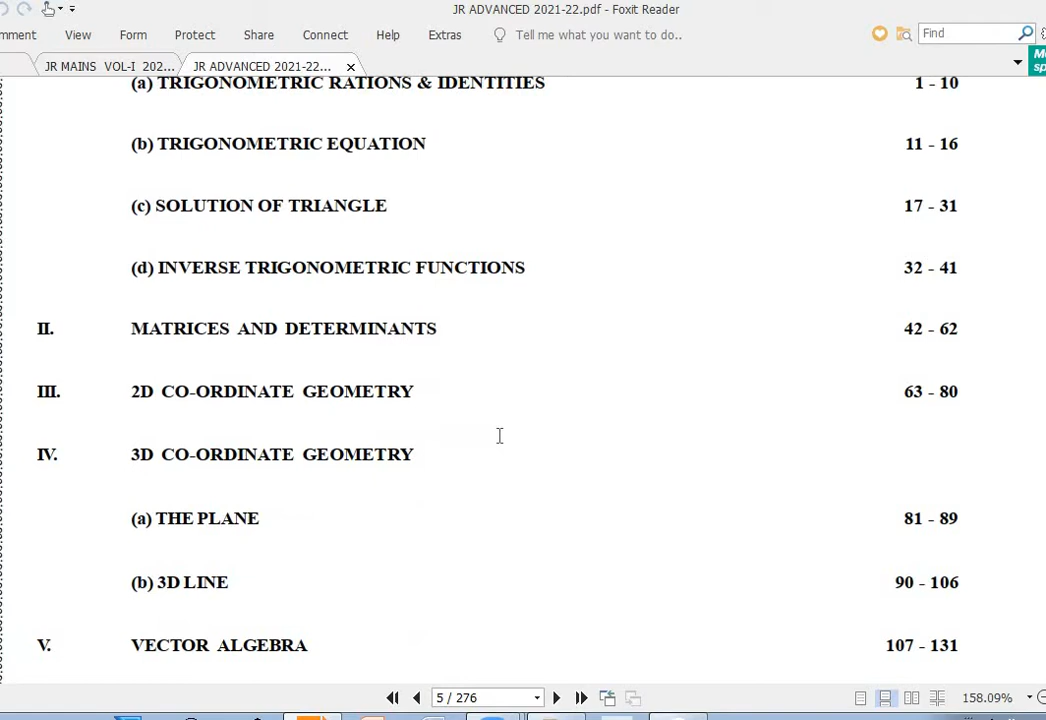 JR ADVANCED 2021-22.pdf - Foxit Reader
mment View Form Protect Share Connect Help Extras Tell me what you want to do.. Find
JR MAINS VOL-I 202... JR ADVANCED 2021-22... ×
(a) TRIGONOMETRIC RATIONS & IDENTITIES 1 - 10
(b) TRIGONOMETRIC EQUATION 11 - 16
(c) SOLUTION OF TRIANGLE 17 - 31
(d) INVERSE TRIGONOMETRIC FUNCTIONS 32 - 41
II. MATRICES AND DETERMINANTS 42 - 62
III. 2D CO-ORDINATE GEOMETRY 63 - 80
IV. 3D CO-ORDINATE GEOMETRY
(a) THE PLANE 81 - 89
(b) 3D LINE 90 - 106
V. VECTOR ALGEBRA 107 - 131
5 / 276 158.09%